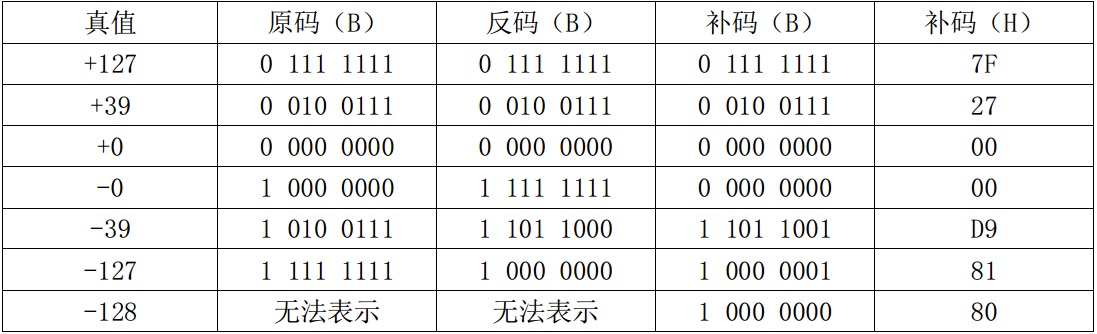 真值 原码（B） 反码（B） 补码（B） 补码（H）
+127 0 111 1111 0 111 1111 0 111 1111 7F
+39 0 010 0111 0 010 0111 0 010 0111 27
+0 0 000 0000 0 000 0000 0 000 0000 00
-0 1 000 0000 1 111 1111 0 000 0000 00
-39 1 010 0111 1 101 1000 1 101 1001 D9
-127 1 111 1111 1 000 0000 1 000 0001 81
-128 无法表示 无法表示 1 000 0000 80